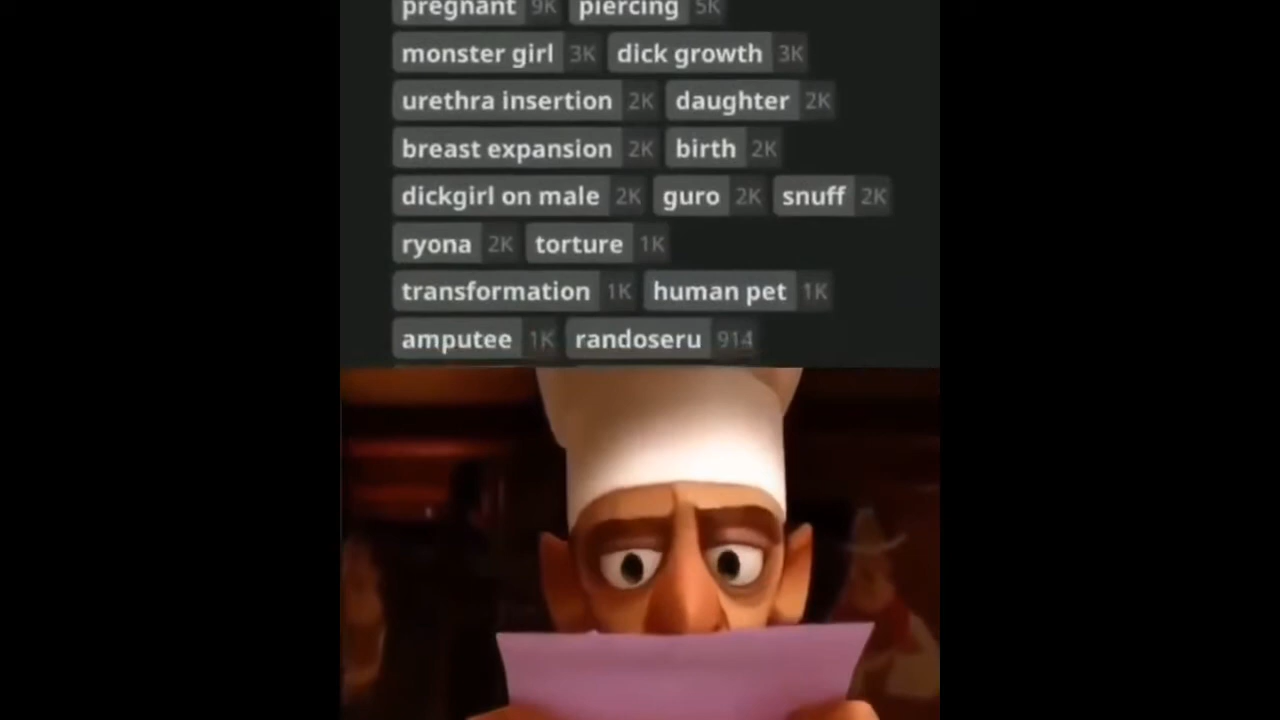 pregnant 9K piercing 5K
monster girl 3K dick growth 3K
urethra insertion 2K daughter 2K
breast expansion 2K birth 2K
dickgirl on male 2K guro 2K snuff 2K
ryona 2K torture 1K
transformation 1K human pet 1K
amputee 1K randoseru 914